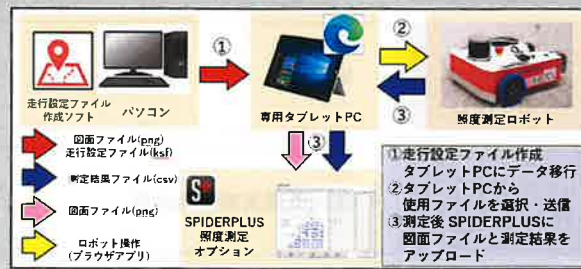 ①
②
③
走行設定ファイル
作成ソフト
パソコン
専用タブレットPC
照度測定ロボット
図面ファイル(png)
走行設定ファイル(ksf)
測定結果ファイル(csv)
図面ファイル(png)
ロボット操作
(ブラウザアプリ)
③
S
SPIDERPLUS
照度測定
オプション
①走行設定ファイル作成
タブレットPCにデータ移行
②タブレットPCから
使用ファイルを選択・送信
③測定後 SPIDERPLUSに
図面ファイルと測定結果を
アップロード